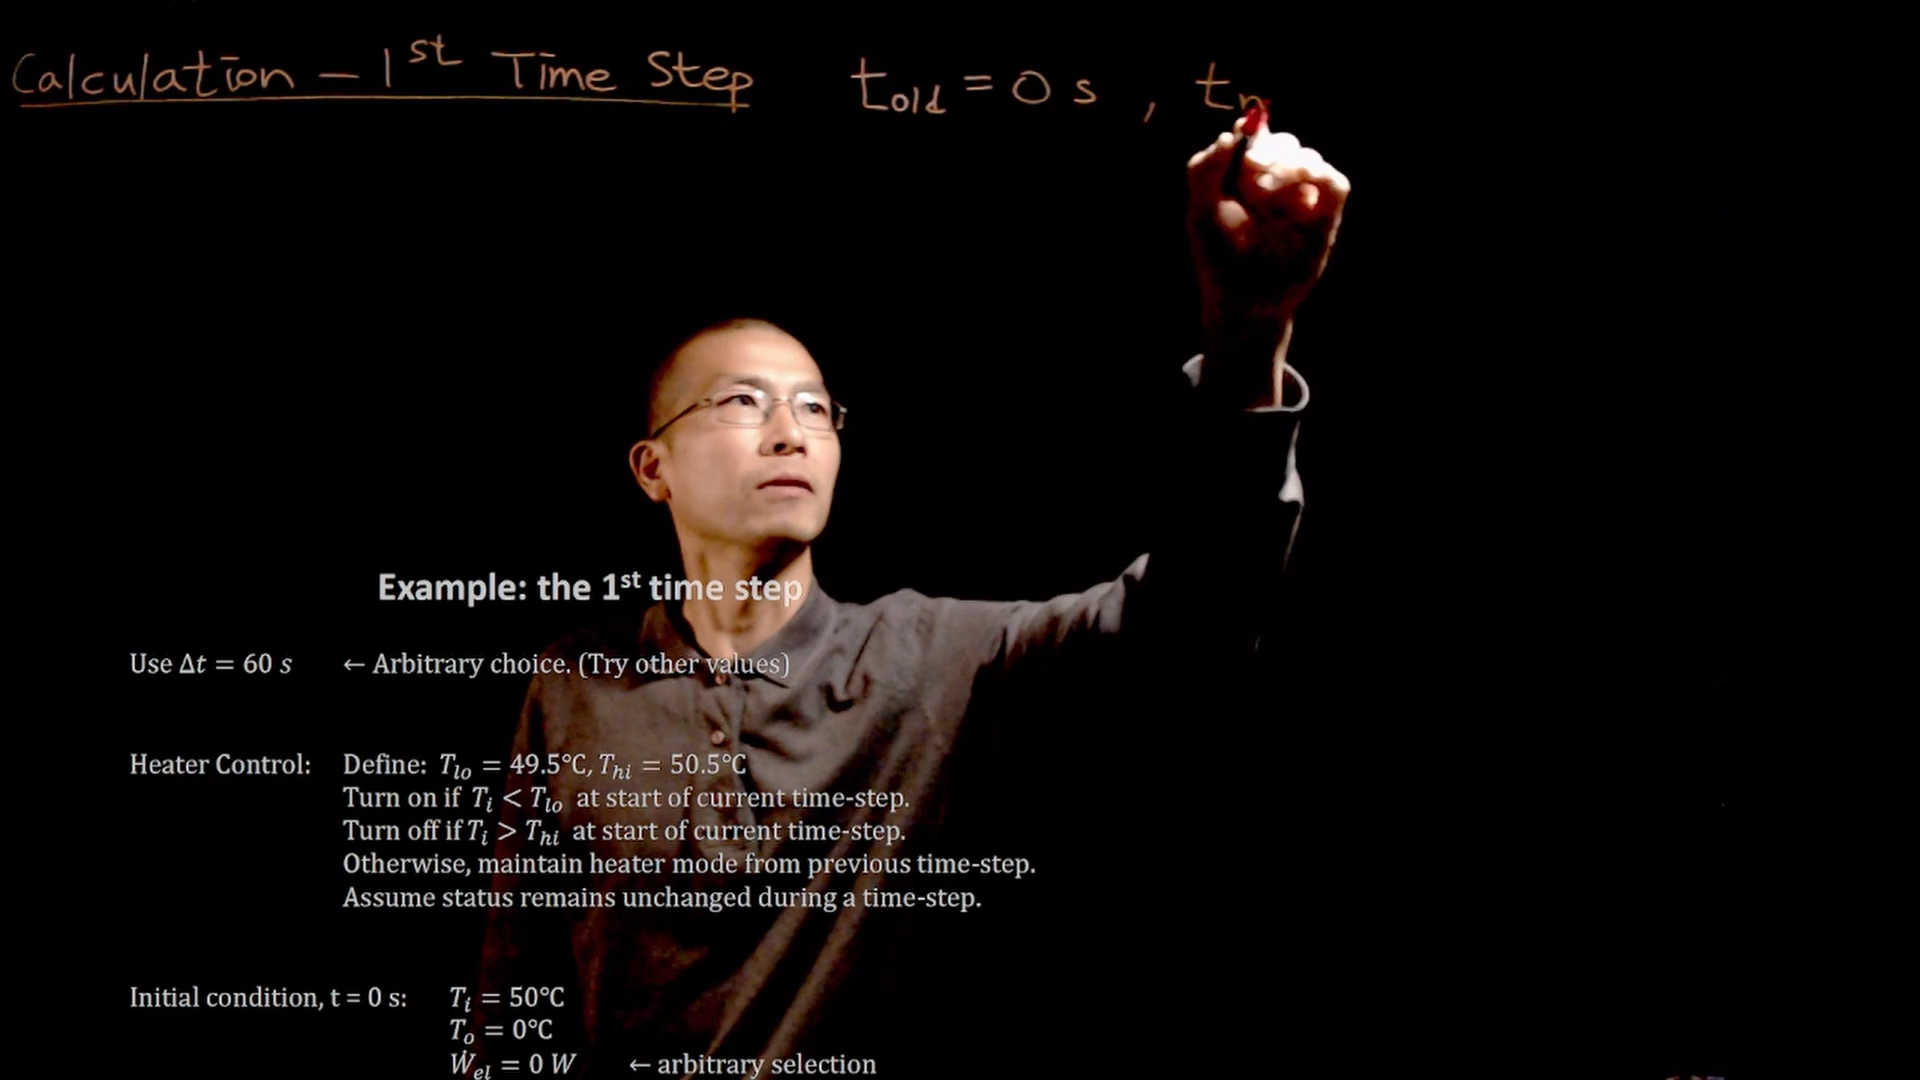 Calculation – 1st Time Step t_old = 0 s , t_n
Example: the 1st time step
Use Δt = 60 s ← Arbitrary choice. (Try other values)
Heater Control: Define: T_lo = 49.5°C, T_hi = 50.5°C
Turn on if T_i < T_lo at start of current time-step.
Turn off if T_i > T_hi at start of current time-step.
Otherwise, maintain heater mode from previous time-step.
Assume status remains unchanged during a time-step.
Initial condition, t = 0 s: T_i = 50°C
T_o = 0°C
Ẇ_el = 0 W ← arbitrary selection